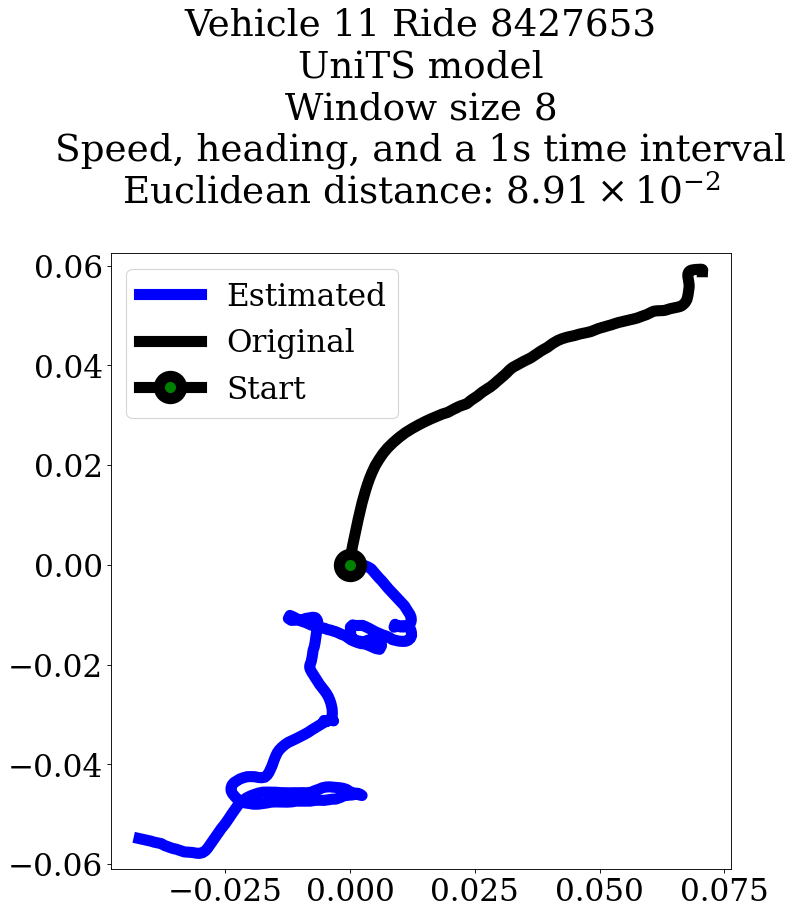 Vehicle 11 Ride 8427653
UniTS model
Window size 8
Speed, heading, and a 1s time interval
Euclidean distance: 8.91 × 10⁻²
0.06
0.04
0.02
0.00
−0.02
−0.04
−0.06
Estimated
Original
Start
−0.025 0.000 0.025 0.050 0.075